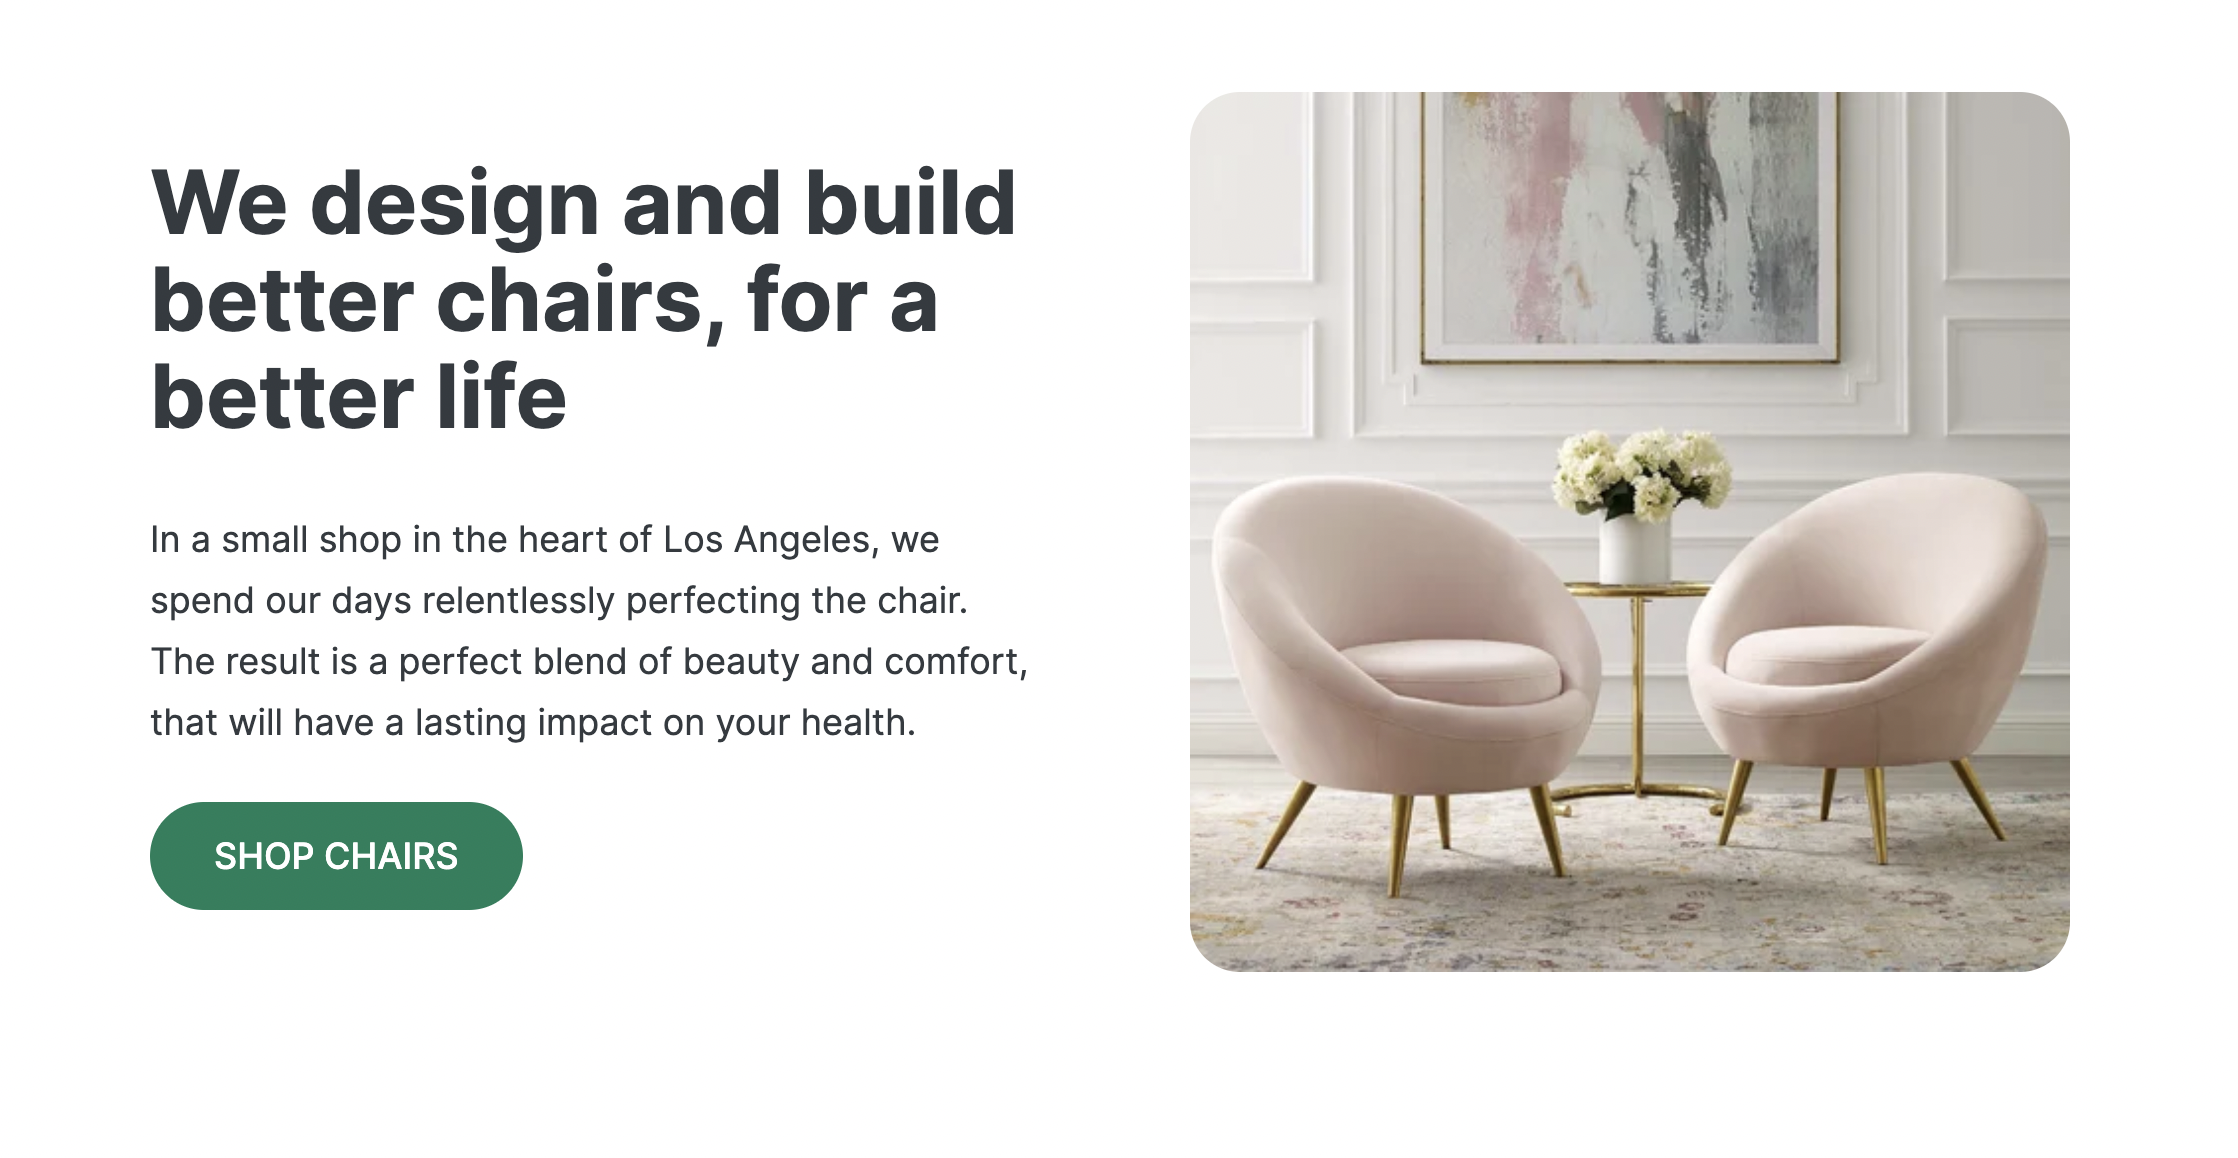 We design and build
better chairs, for a
better life
In a small shop in the heart of Los Angeles, we
spend our days relentlessly perfecting the chair.
The result is a perfect blend of beauty and comfort,
that will have a lasting impact on your health.
SHOP CHAIRS